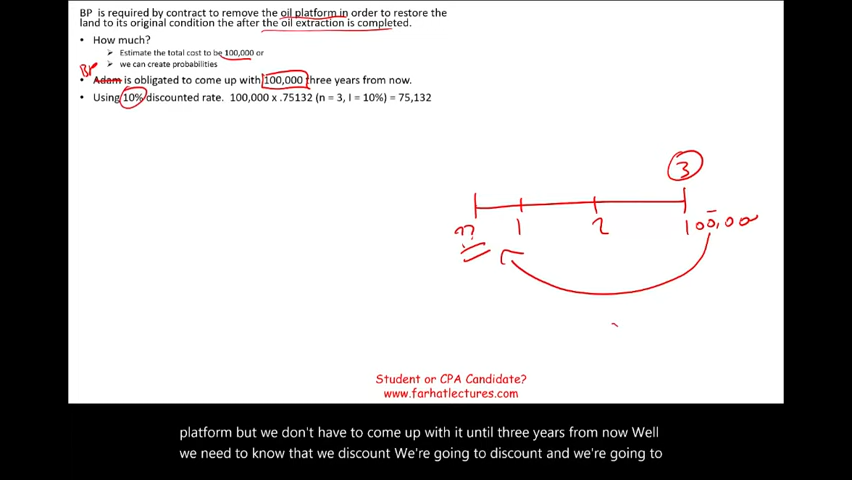 BP is required by contract to remove the oil platform in order to restore the
land to its original condition the after the oil extraction is completed.
• How much?
➤ Estimate the total cost to be 100,000 or
➤ we can create probabilities
BP
• Adam is obligated to come up with 100,000 three years from now.
• Using 10% discounted rate. 100,000 x .75132 (n = 3, I = 10%) = 75,132
3
?? 1 2 100,00
Student or CPA Candidate?
www.farhatlectures.com
platform but we don't have to come up with it until three years from now Well
we need to know that we discount We're going to discount and we're going to